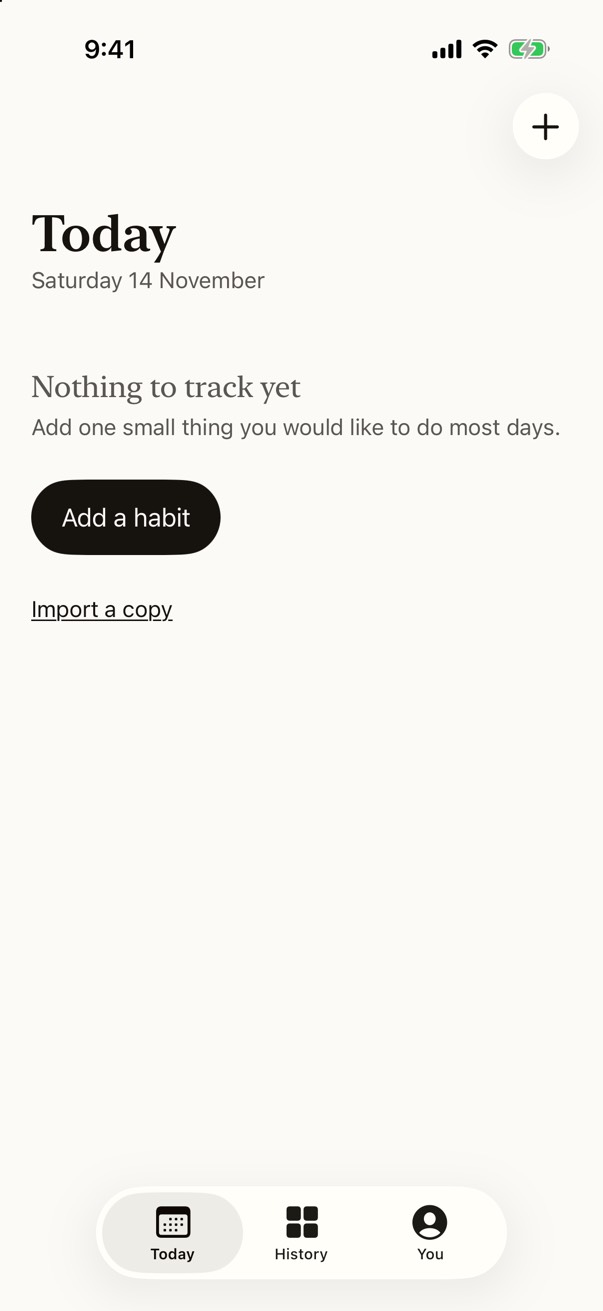 9:41
Today
Saturday 14 November
Nothing to track yet
Add one small thing you would like to do most days.
Add a habit
Import a copy
Today
History
You